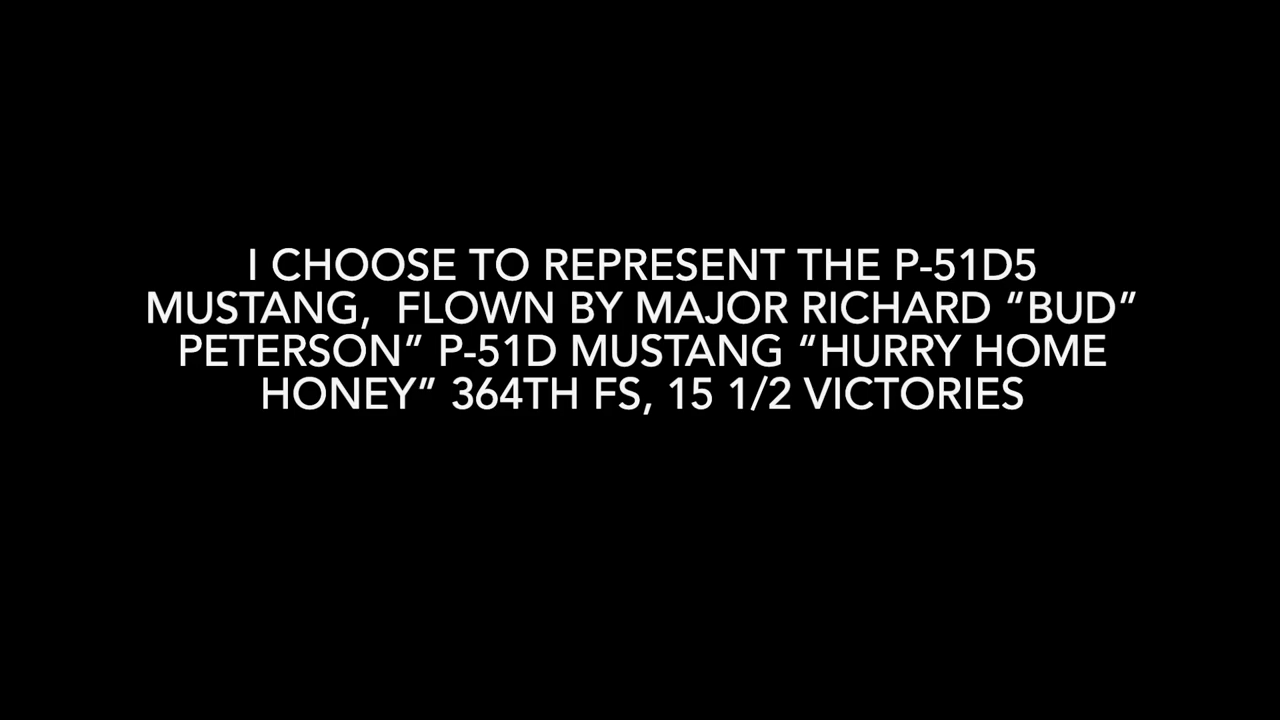 I CHOOSE TO REPRESENT THE P-51D5
MUSTANG,  FLOWN BY MAJOR RICHARD “BUD”
PETERSON” P-51D MUSTANG “HURRY HOME
HONEY” 364TH FS, 15 1/2 VICTORIES